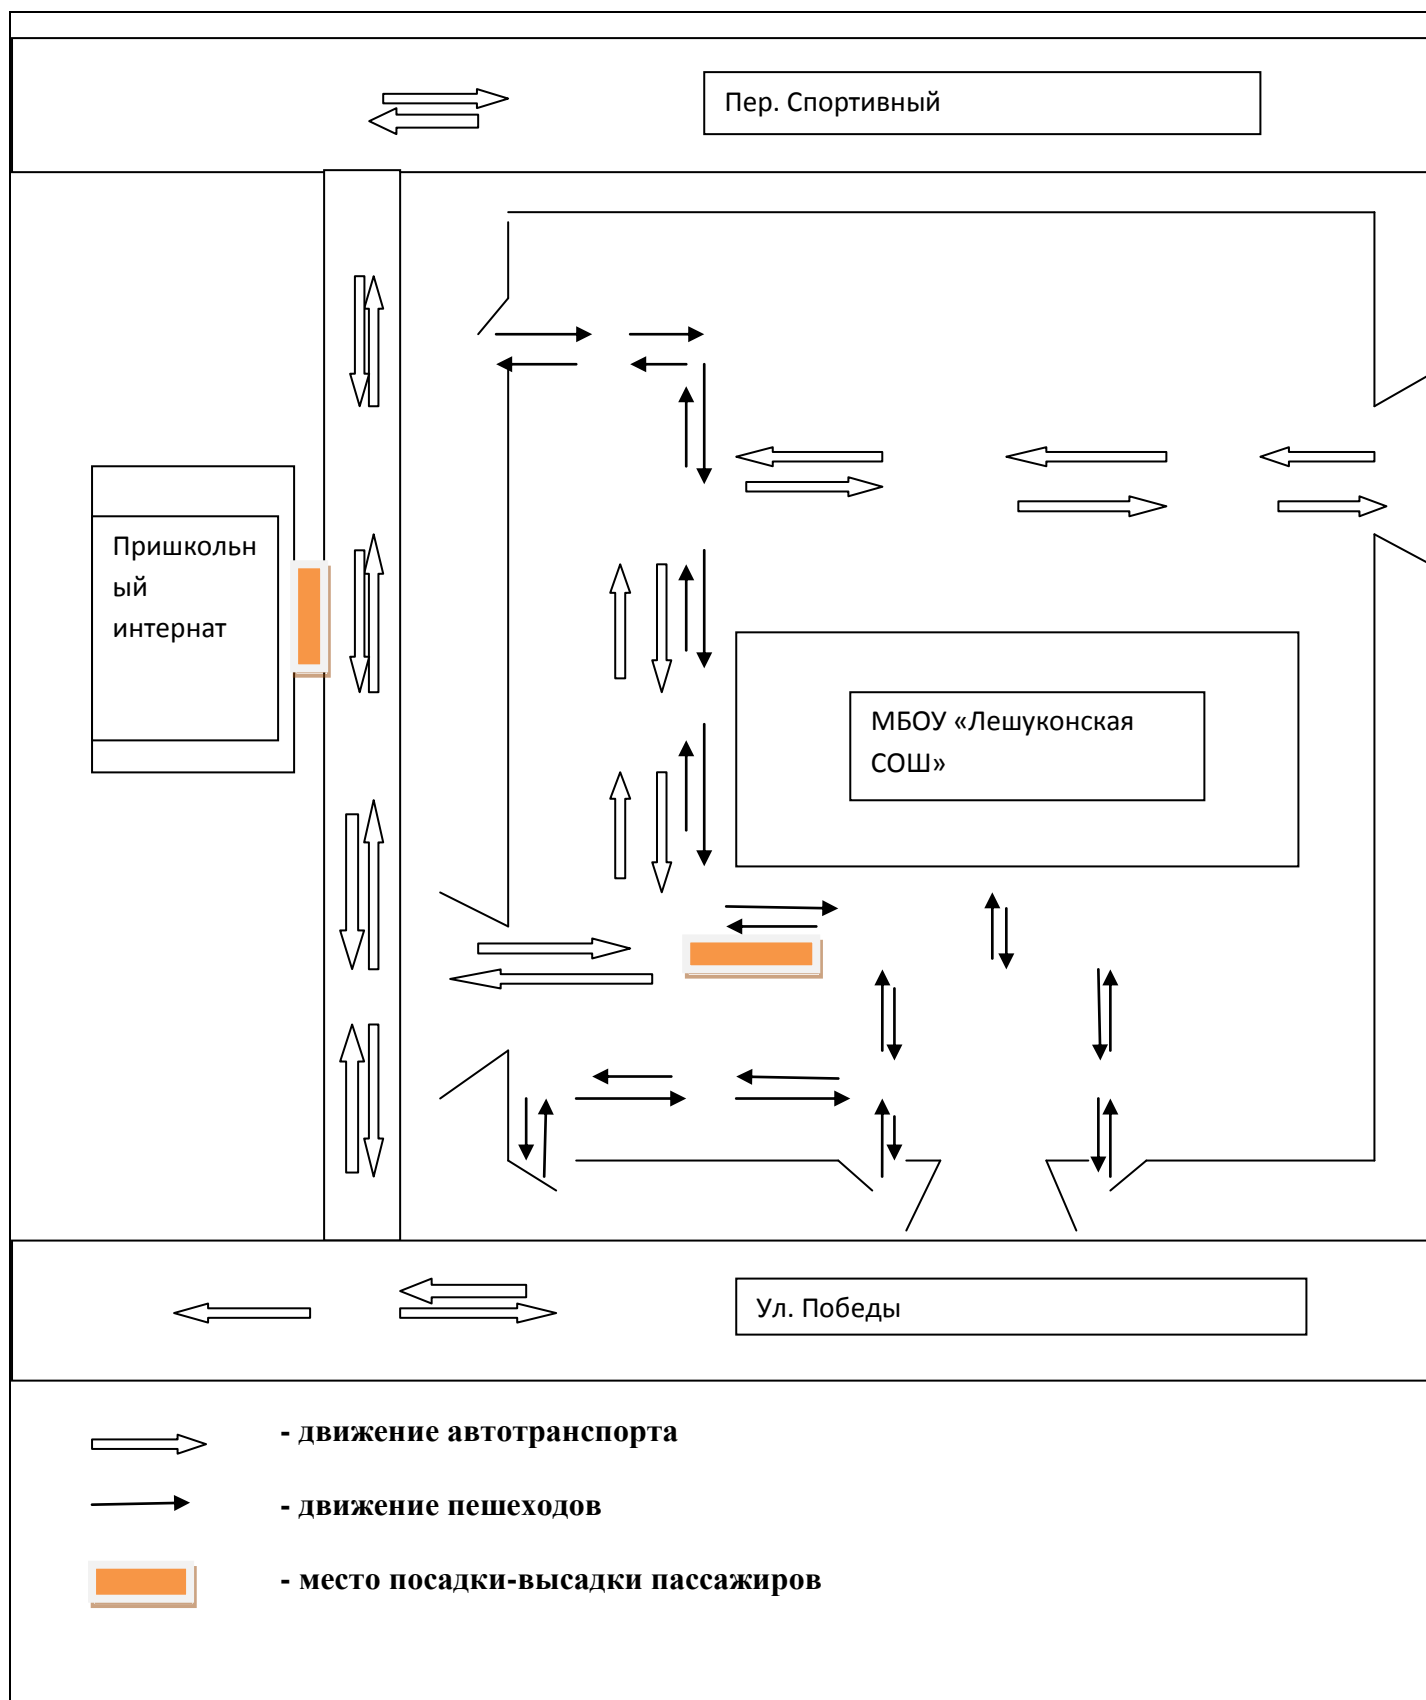 Пер. Спортивный
Пришкольн
ый
интернат
МБОУ «Лешуконская
СОШ»
Ул. Победы
- движение автотранспорта
- движение пешеходов
- место посадки-высадки пассажиров